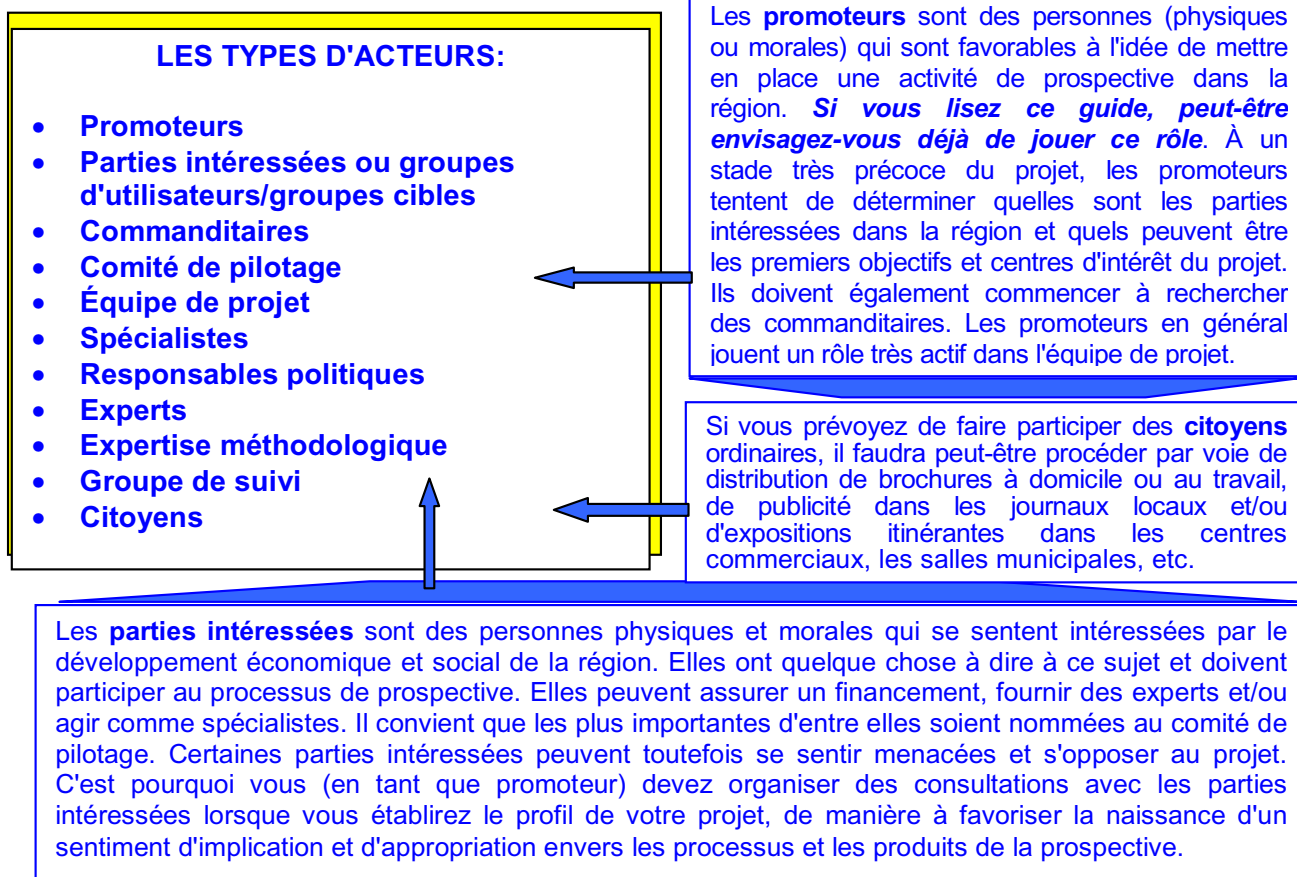 LES TYPES D'ACTEURS:
• Promoteurs
• Parties intéressées ou groupes
d'utilisateurs/groupes cibles
• Commanditaires
• Comité de pilotage
• Équipe de projet
• Spécialistes
• Responsables politiques
• Experts
• Expertise méthodologique
• Groupe de suivi
• Citoyens
Les promoteurs sont des personnes (physiques
ou morales) qui sont favorables à l'idée de mettre
en place une activité de prospective dans la
région. Si vous lisez ce guide, peut-être
envisagez-vous déjà de jouer ce rôle. À un
stade très précoce du projet, les promoteurs
tentent de déterminer quelles sont les parties
intéressées dans la région et quels peuvent être
les premiers objectifs et centres d'intérêt du projet.
Ils doivent également commencer à rechercher
des commanditaires. Les promoteurs en général
jouent un rôle très actif dans l'équipe de projet.
Si vous prévoyez de faire participer des citoyens
ordinaires, il faudra peut-être procéder par voie de
distribution de brochures à domicile ou au travail,
de publicité dans les journaux locaux et/ou
d'expositions itinérantes dans les centres
commerciaux, les salles municipales, etc.
Les parties intéressées sont des personnes physiques et morales qui se sentent intéressées par le
développement économique et social de la région. Elles ont quelque chose à dire à ce sujet et doivent
participer au processus de prospective. Elles peuvent assurer un financement, fournir des experts et/ou
agir comme spécialistes. Il convient que les plus importantes d'entre elles soient nommées au comité de
pilotage. Certaines parties intéressées peuvent toutefois se sentir menacées et s'opposer au projet.
C'est pourquoi vous (en tant que promoteur) devez organiser des consultations avec les parties
intéressées lorsque vous établirez le profil de votre projet, de manière à favoriser la naissance d'un
sentiment d'implication et d'appropriation envers les processus et les produits de la prospective.